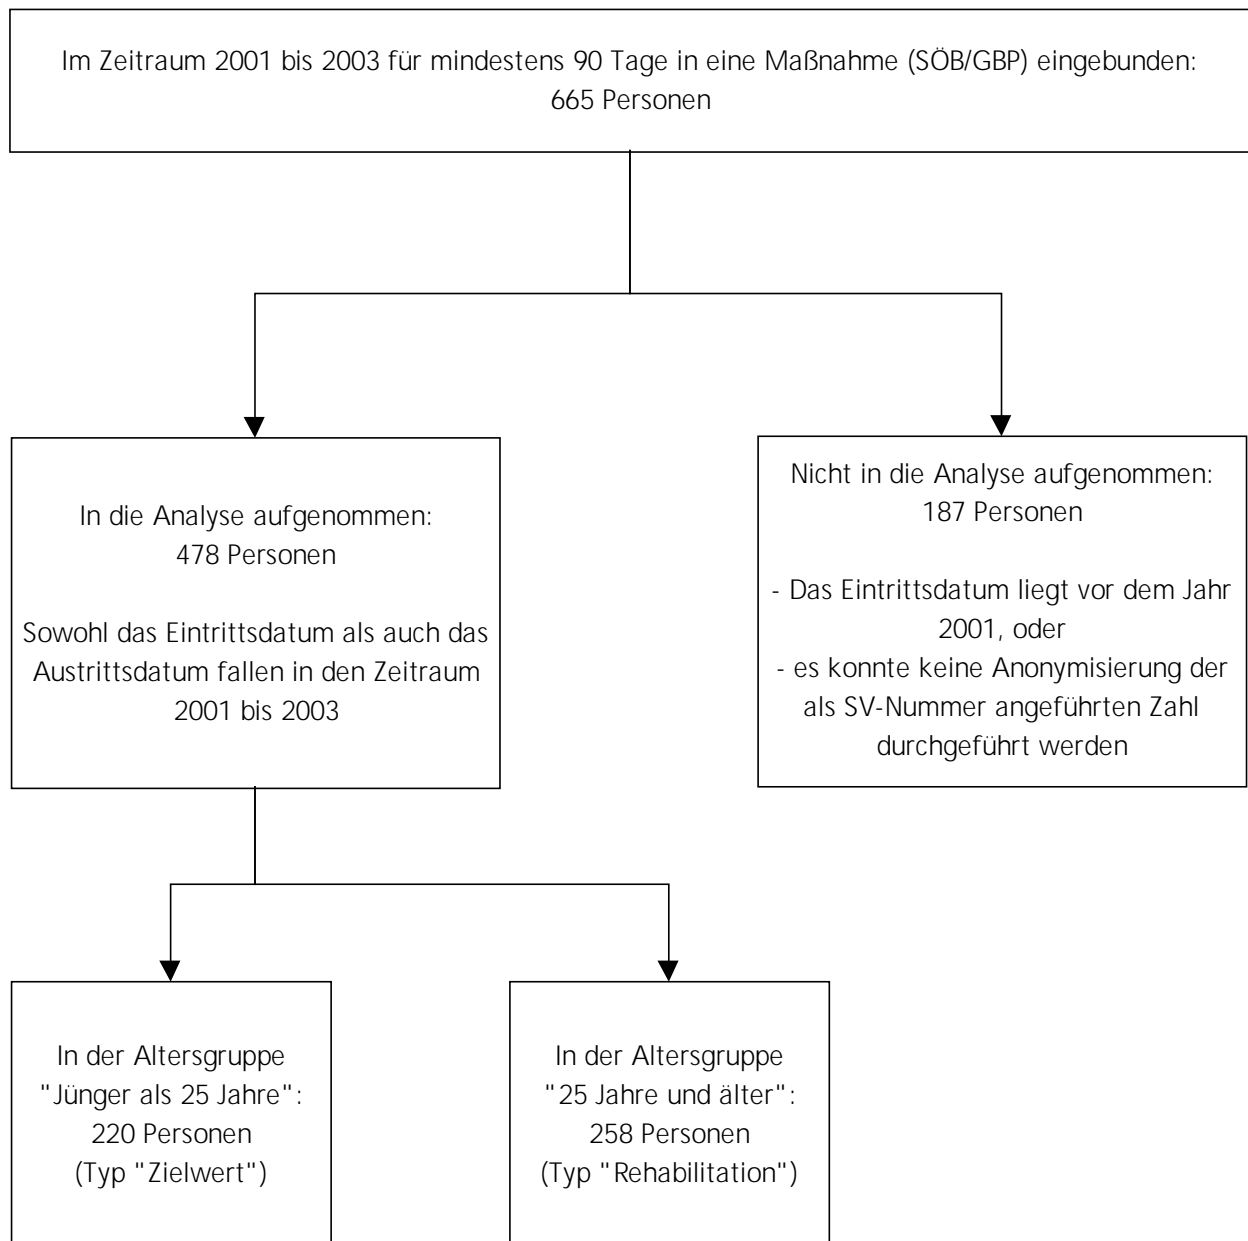 Im Zeitraum 2001 bis 2003 für mindestens 90 Tage in eine Maßnahme (SÖB/GBP) eingebunden:
665 Personen
In die Analyse aufgenommen:
478 Personen
Sowohl das Eintrittsdatum als auch das
Austrittsdatum fallen in den Zeitraum
2001 bis 2003
Nicht in die Analyse aufgenommen:
187 Personen
- Das Eintrittsdatum liegt vor dem Jahr
2001, oder
- es konnte keine Anonymisierung der
als SV-Nummer angeführten Zahl
durchgeführt werden
In der Altersgruppe
"Jünger als 25 Jahre":
220 Personen
(Typ "Zielwert")
In der Altersgruppe
"25 Jahre und älter":
258 Personen
(Typ "Rehabilitation")